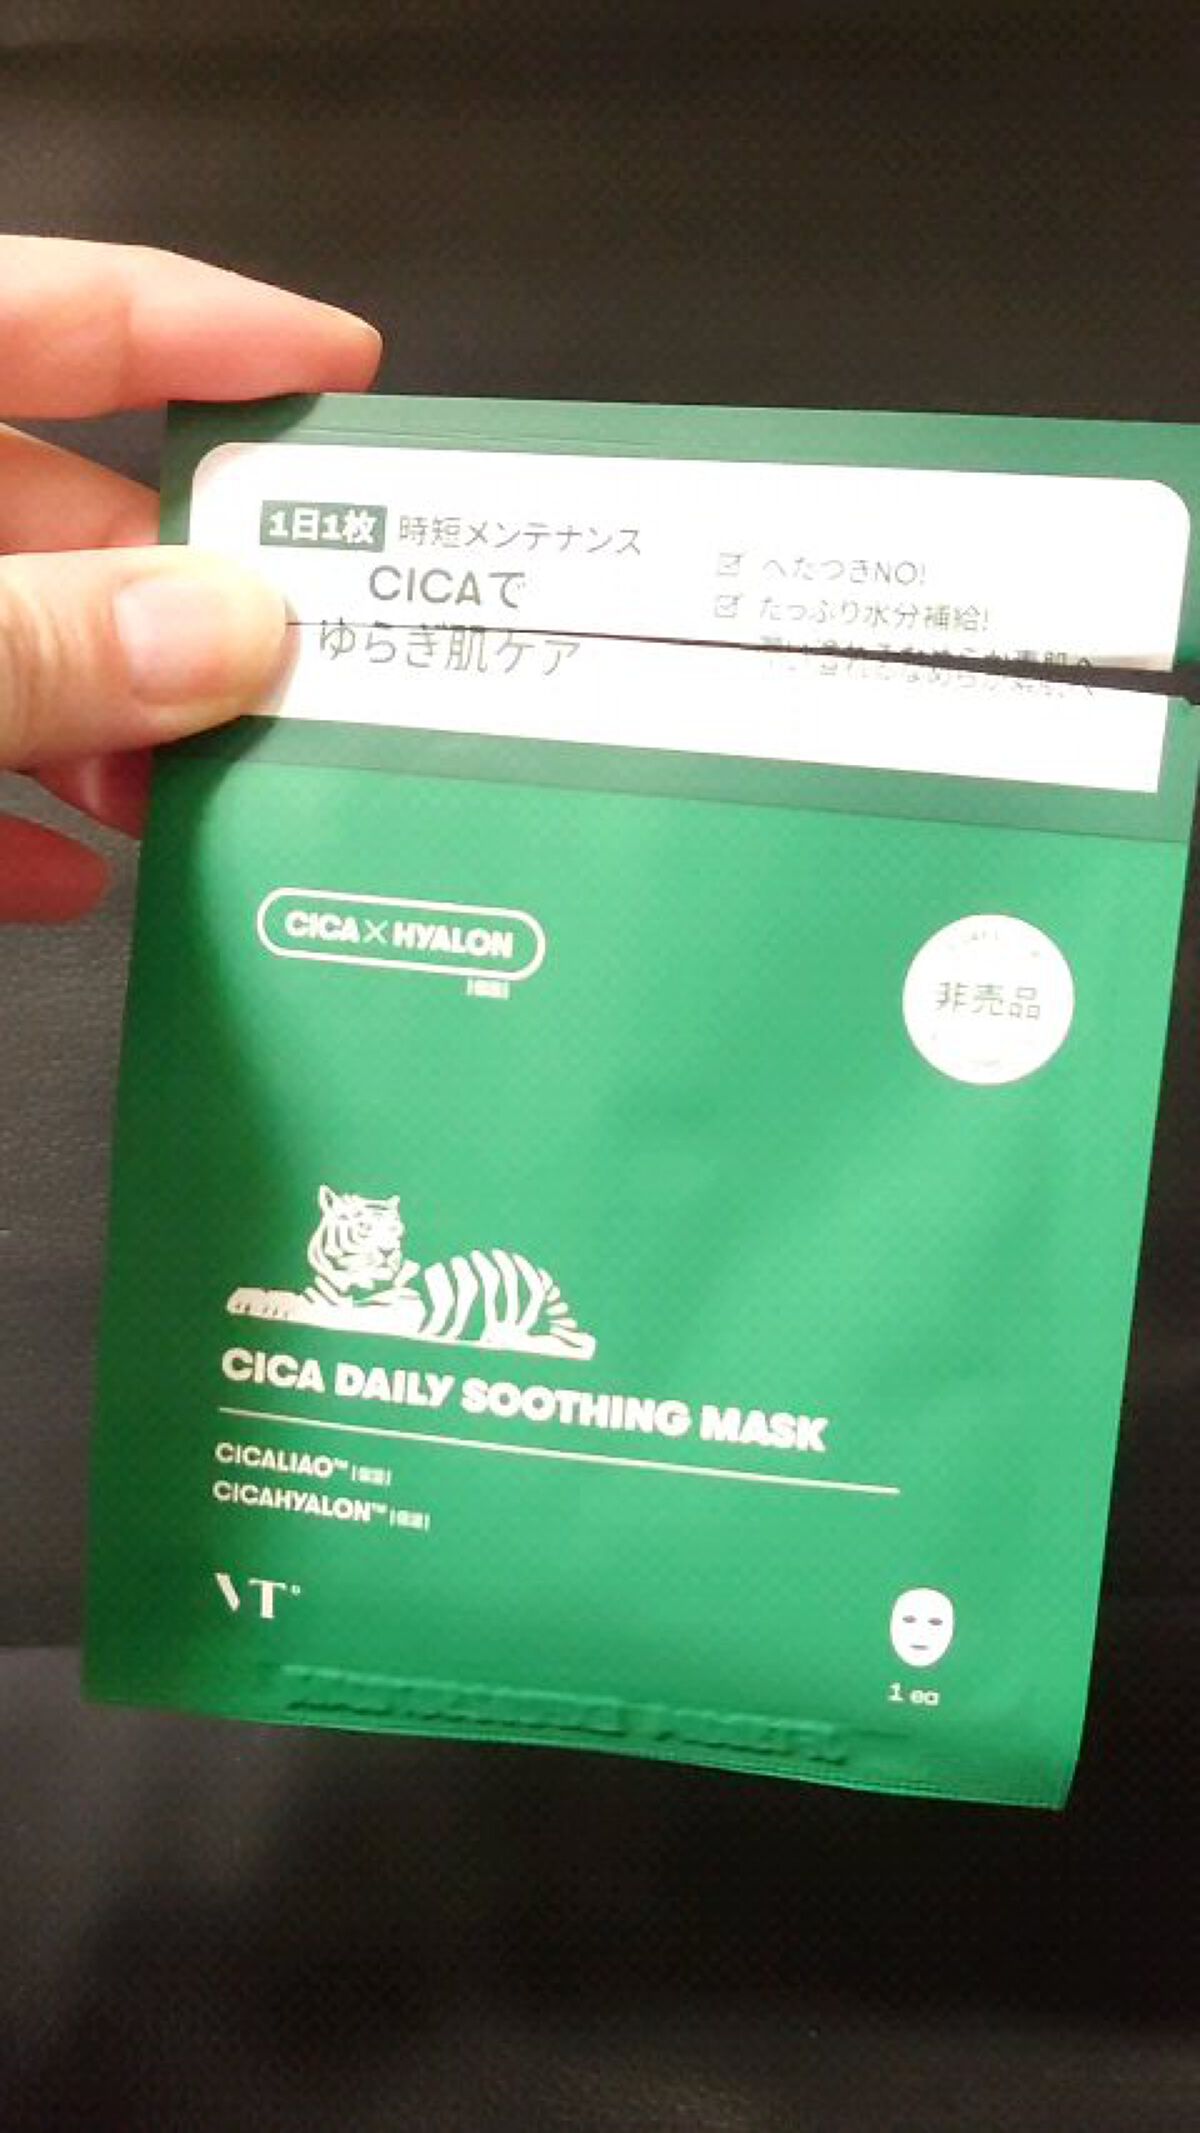 1日1枚 時短メンテナンス
CICAで
ゆらぎ肌ケア
へたつきNO!
たっぷり水分補給!
CICA×HYALON
非売品
CICA DAILY SOOTHING MASK
CICALIAO™
CICAHYALON™
VT
1 ea